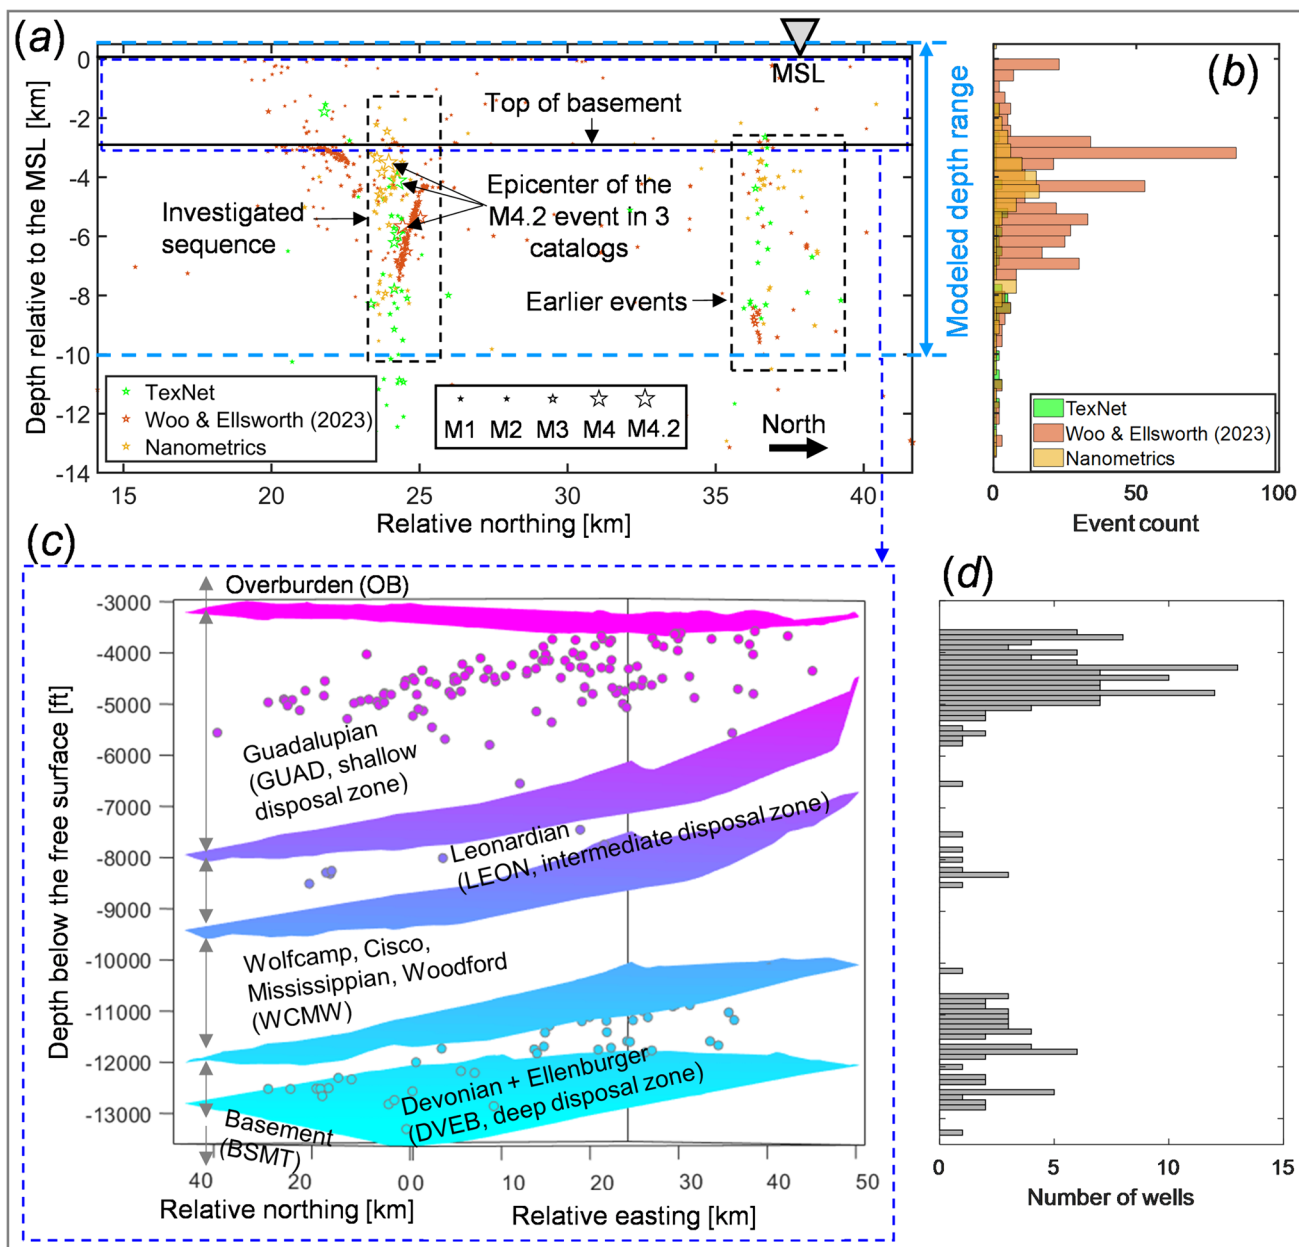 (a)
(b)
MSL
Top of basement
Epicenter of the
M4.2 event in 3
catalogs
Investigated
sequence
Earlier events
Modeled depth range
Depth relative to the MSL [km]
0
-2
-4
-6
-8
-10
-12
-14
TexNet
Woo & Ellsworth (2023)
Nanometrics
M1 M2 M3 M4 M4.2
North
15 20 25 30 35 40
Relative northing [km]
TexNet
Woo & Ellsworth (2023)
Nanometrics
0 50 100
Event count
(c)
(d)
Overburden (OB)
Depth below the free surface [ft]
-3000
-4000
-5000
-6000
-7000
-8000
-9000
-10000
-11000
-12000
-13000
Guadalupian
(GUAD, shallow
disposal zone)
Leonardian
(LEON, intermediate disposal zone)
Wolfcamp, Cisco,
Mississippian, Woodford
(WCMW)
Devonian + Ellenburger
(DVEB, deep disposal zone)
Basement
(BSMT)
40 20 0 0 10 20 30 40 50
Relative northing [km]
Relative easting [km]
0 5 10 15
Number of wells